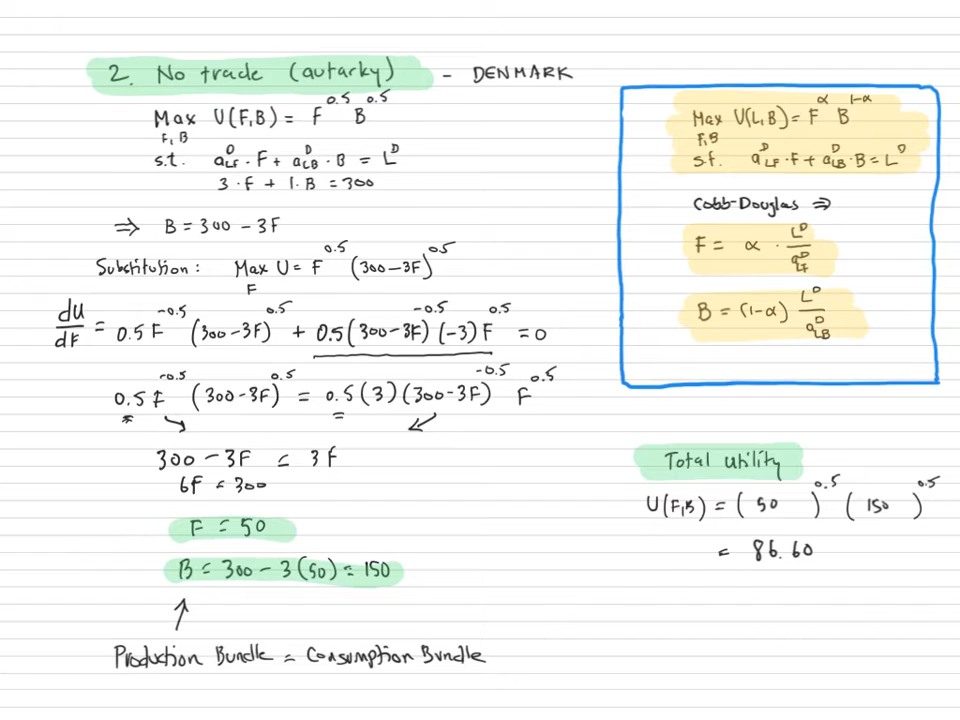 2. No trade (autarky) - DENMARK
Max U(F,B) = F^0.5 B^0.5
F,B
s.t. a^D_LF · F + a^D_LB · B = L^D
3 · F + 1 · B = 300
⇒ B = 300 - 3F
Substitution: Max U = F^0.5 (300-3F)^0.5
F
dU/dF = 0.5 F^-0.5 (300-3F)^0.5 + 0.5(300-3F)^-0.5 (-3) F^0.5 = 0
0.5 F^-0.5 (300-3F)^0.5 = 0.5(3)(300-3F)^-0.5 F^0.5
300 - 3F = 3F
6F = 300
F = 50
B = 300 - 3(50) = 150
Production Bundle = Consumption Bundle
Max U(L,B) = F^α B^1-α
F,B
s.t. a^D_LF · F + a^D_LB · B = L^D
Cobb-Douglas ⇒
F = α · L^D / a^D_LF
B = (1-α) L^D / a^D_LB
Total utility
U(F,B) = (50)^0.5 (150)^0.5
= 86.60